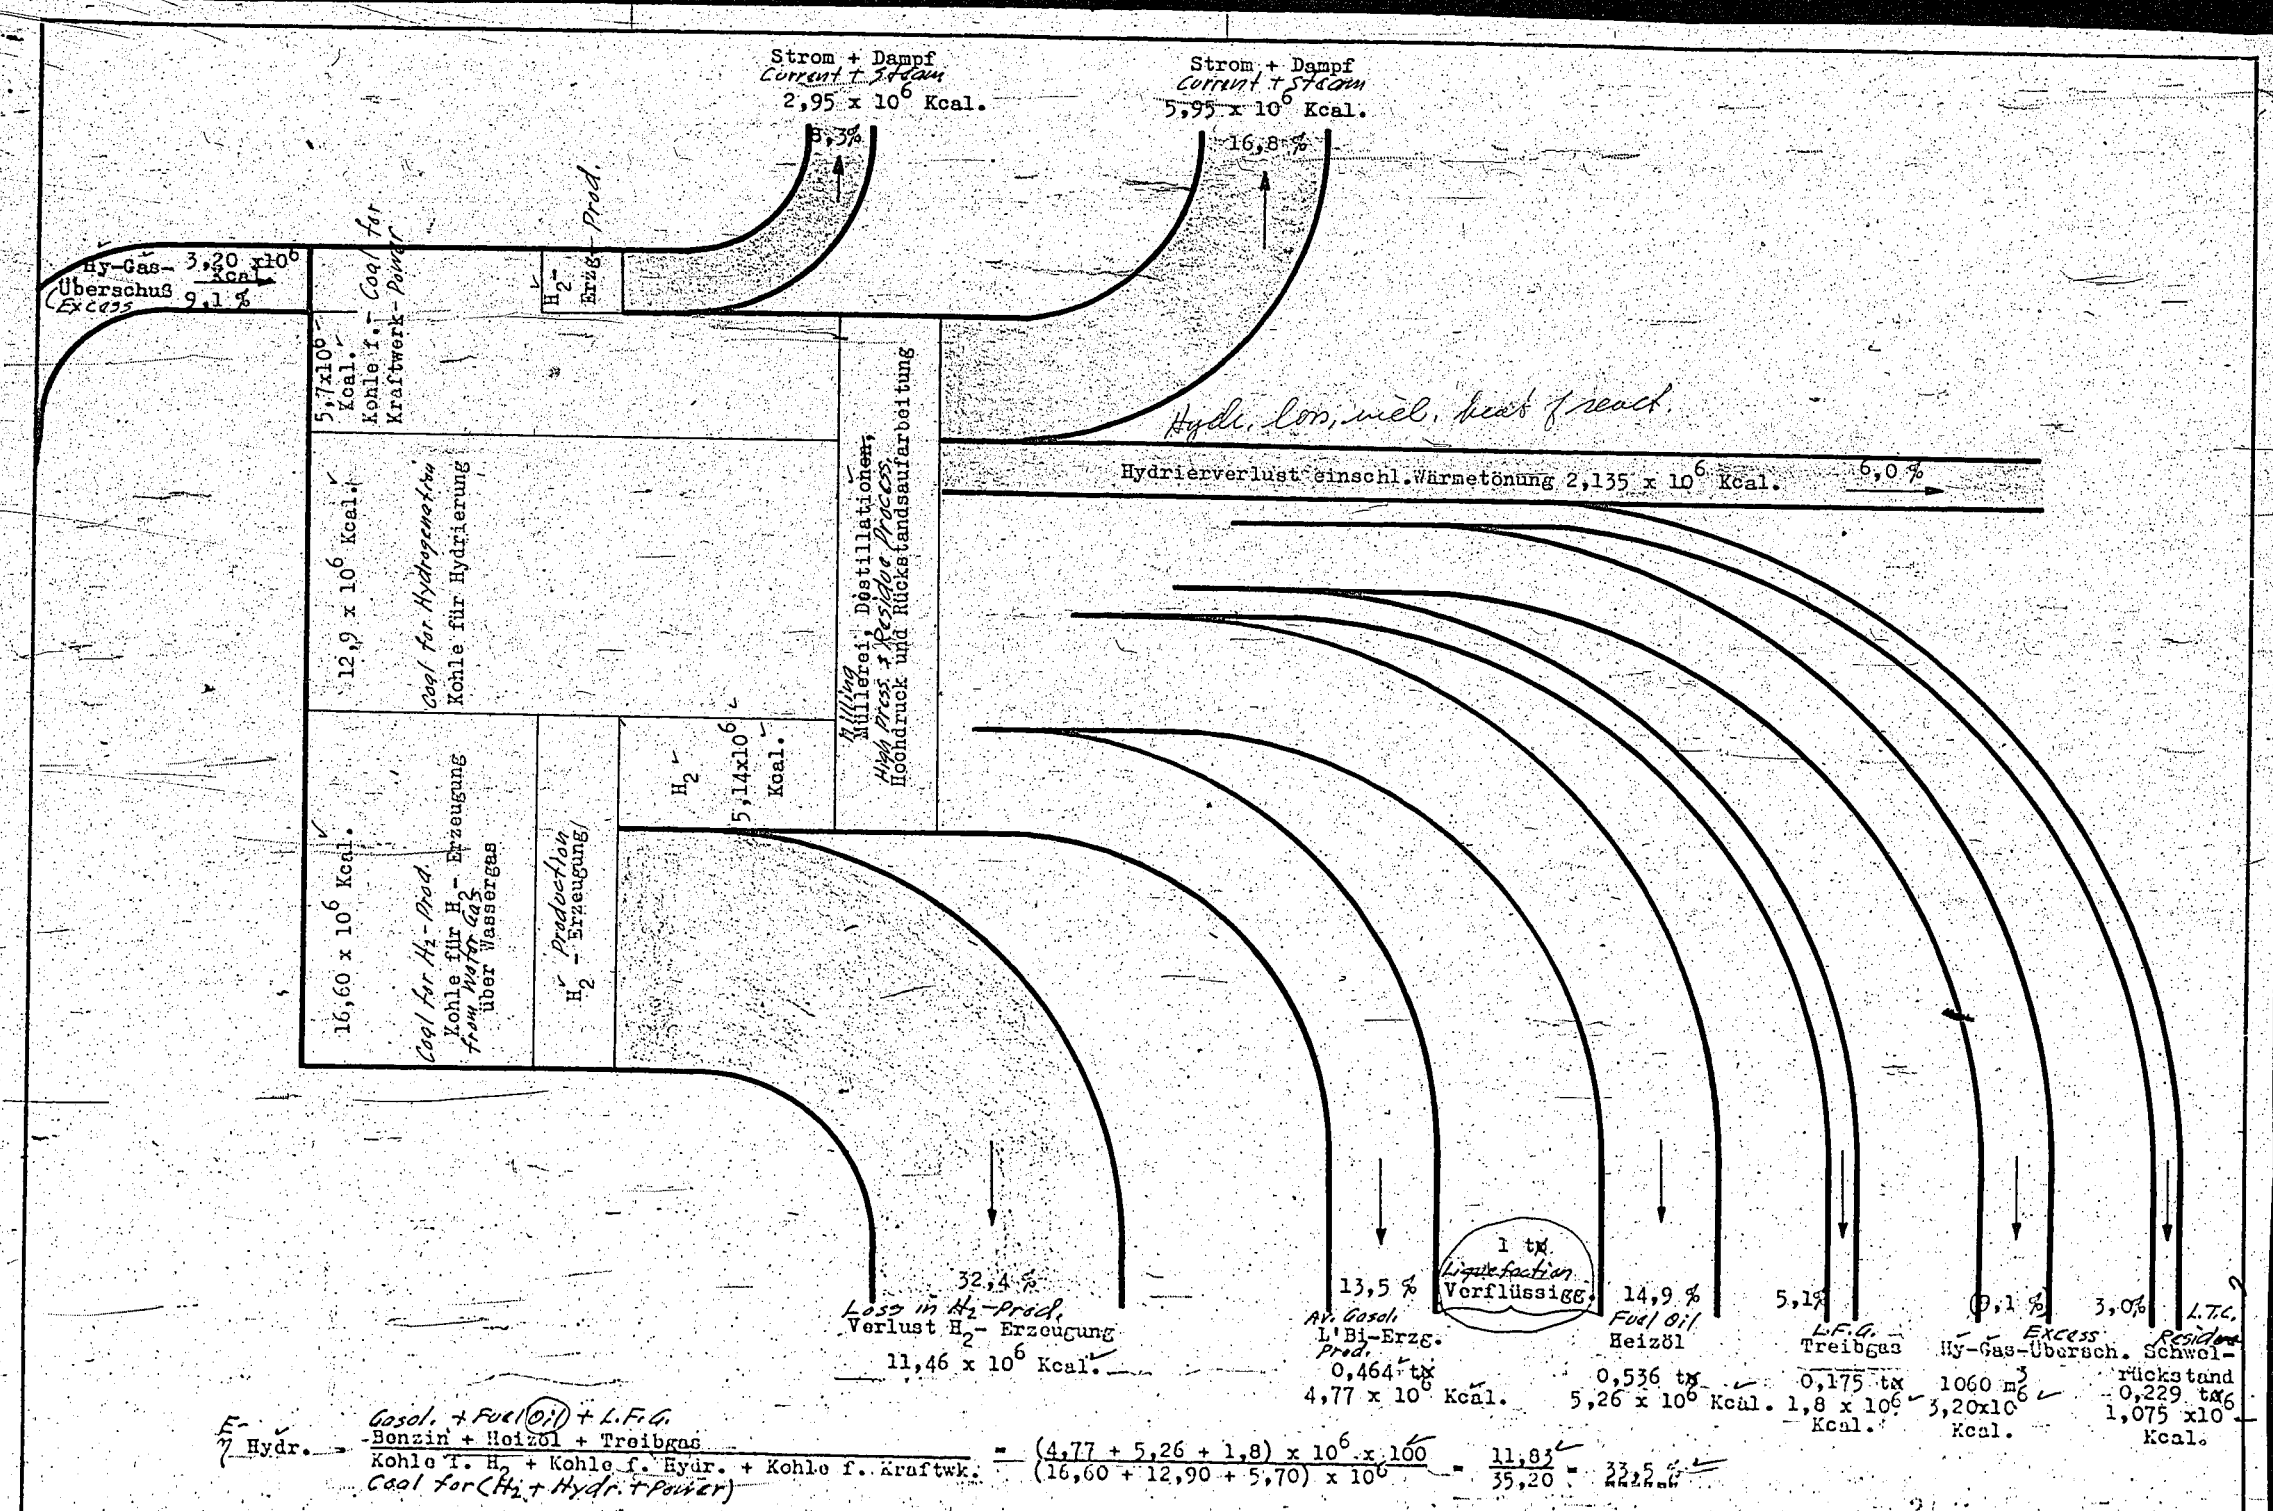 Strom + Dampf
Current + Steam
2,95 x 10⁶ Kcal.
8,3%
Strom + Dampf
Current + Steam
5,95 x 10⁶ Kcal.
16,8 %
Hy-Gas- 3,20 x10⁶
Kcal
Überschuß 9,1 %
(Excess
5,7x10⁶
Kcal.
Kohle f. - Coal for
Kraftwerk - Power
H₂-
Erzg- Prod.
12,9 x 10⁶ Kcal.
Coal for Hydrogenation
Kohle für Hydrierung
16,60 x 10⁶ Kcal.
Coal for H₂-Prod.
Kohle für H₂- Erzeugung
from Water Gas
über Wassergas
Production
H₂ - Erzeugung
H₂
5,14x10⁶
Kcal.
Milling
Müllerei, Destillationen,
High Press. & Residue Process,
Hochdruck und Rückstandsaufarbeitung
Hydr. loss, incl. heat of react.
Hydrierverlust einschl. Wärmetönung 2,135 x 10⁶ Kcal. 6,0 %
32,4 %
Loss in H₂-Prod.
Verlust H₂- Erzeugung
11,46 x 10⁶ Kcal.
13,5 %
Av. Gasol.
L'Bi-Erzg.
Prod.
0,464 t
4,77 x 10⁶ Kcal.
1 t
Liquefaction
Verflüssigg.
14,9 %
Fuel Oil
Heizöl
0,536 t
5,26 x 10⁶ Kcal.
5,1%
L.F.G.
Treibgas
0,175 t
1,8 x 10⁶
Kcal.
9,1 %
Excess
Hy-Gas-Übersch.
1060 m³
3,20x10⁶
Kcal.
3,0%
L.T.C.
Residue
Schwel-
rückstand
0,229 t
1,075 x10⁶
Kcal.
Gasol. + Fuel Oil + L.F.G.
E-
η Hydr. = Benzin + Heizöl + Treibgas = (4,77 + 5,26 + 1,8) x 10⁶ x 100 = 11,83 = 33,5 %
Kohle f. H₂ + Kohle f. Hydr. + Kohle f. Kraftwk. (16,60 + 12,90 + 5,70) x 10⁶ 35,20
Coal for (H₂ + Hydr. + Power)